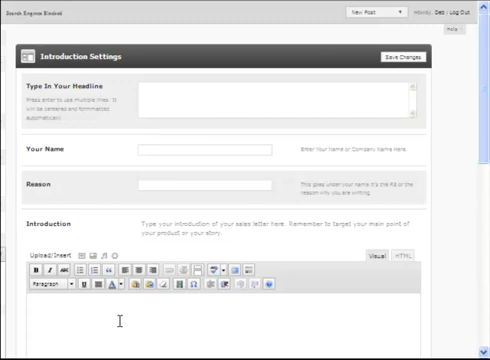 Search Engines Blocked
New Post
Howdy, Deb | Log Out
Help
Introduction Settings
Save Changes
Type In Your Headline
Press enter to use multiple lines. It
will be centered and formmatted
automatically.
Your Name
Enter Your Name or Company Name Here
Reason
This goes under your name it's the RE or the
reason why you are writing.
Introduction
Type your introduction of your sales letter here. Remember to target your main point of
your product or your story.
Upload/Insert
Visual
HTML
B I ABC
Paragraph
U A